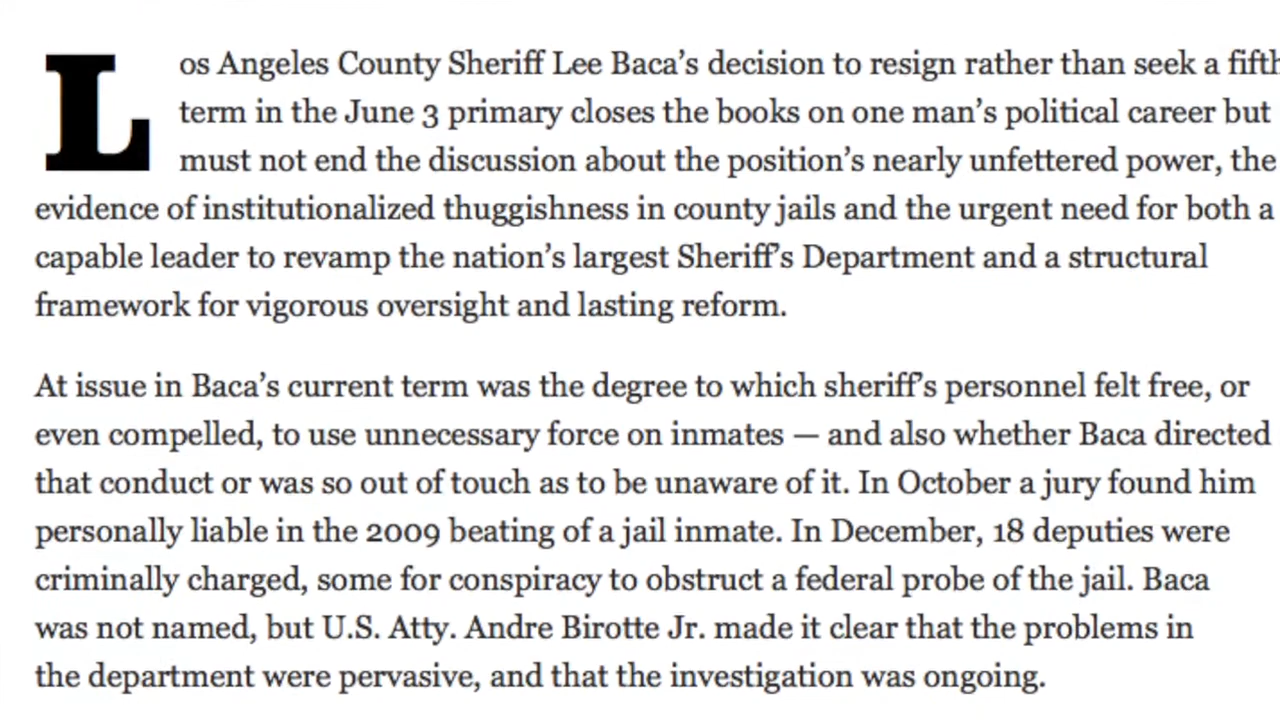 Los Angeles County Sheriff Lee Baca’s decision to resign rather than seek a fifth
term in the June 3 primary closes the books on one man’s political career but
must not end the discussion about the position’s nearly unfettered power, the
evidence of institutionalized thuggishness in county jails and the urgent need for both a
capable leader to revamp the nation’s largest Sheriff’s Department and a structural
framework for vigorous oversight and lasting reform.
At issue in Baca’s current term was the degree to which sheriff’s personnel felt free, or
even compelled, to use unnecessary force on inmates — and also whether Baca directed
that conduct or was so out of touch as to be unaware of it. In October a jury found him
personally liable in the 2009 beating of a jail inmate. In December, 18 deputies were
criminally charged, some for conspiracy to obstruct a federal probe of the jail. Baca
was not named, but U.S. Atty. Andre Birotte Jr. made it clear that the problems in
the department were pervasive, and that the investigation was ongoing.